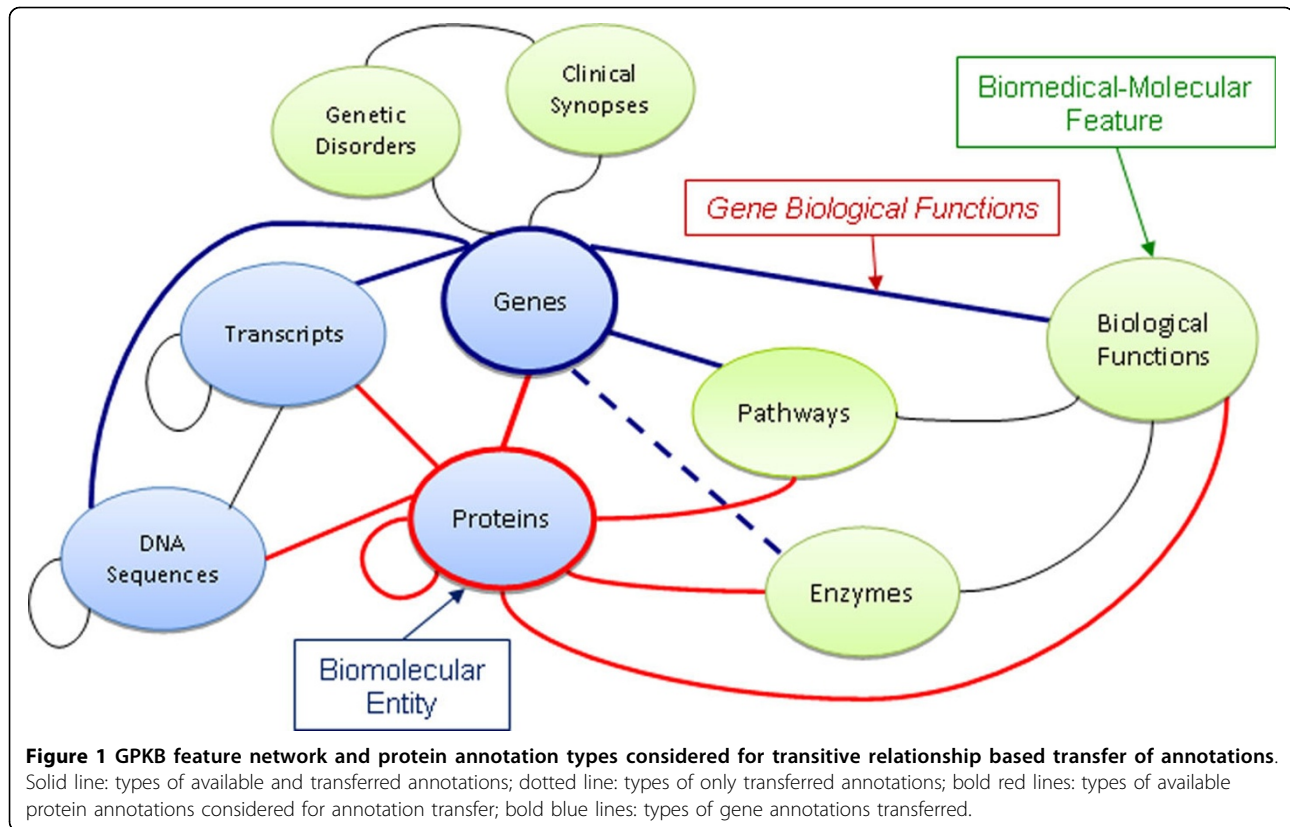 Clinical
Synopses
Genetic
Disorders
Biomedical-Molecular
Feature
Gene Biological Functions
Genes
Transcripts
Biological
Functions
Pathways
Proteins
DNA
Sequences
Enzymes
Biomolecular
Entity
Figure 1 GPKB feature network and protein annotation types considered for transitive relationship based transfer of annotations.
Solid line: types of available and transferred annotations; dotted line: types of only transferred annotations; bold red lines: types of available
protein annotations considered for annotation transfer; bold blue lines: types of gene annotations transferred.